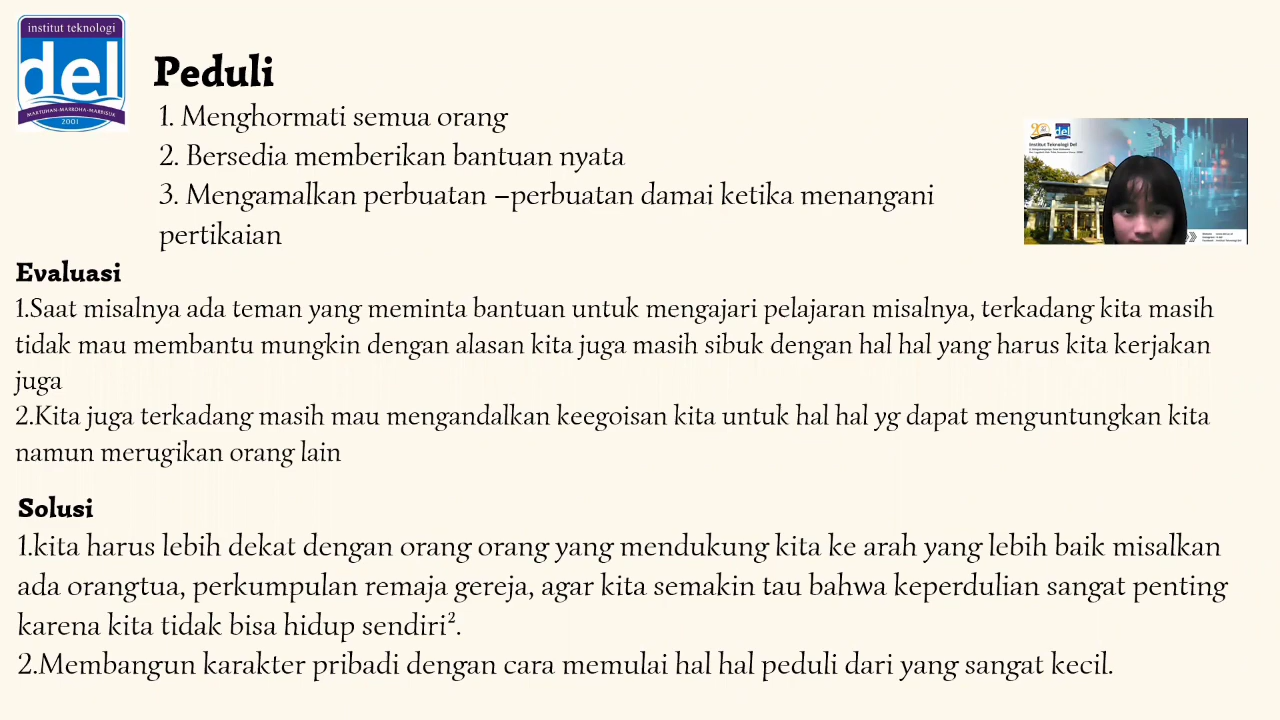 institut teknologi
del
MARTUHAN-MARROHA-MARBISUK
2001
Peduli
1. Menghormati semua orang
2. Bersedia memberikan bantuan nyata
3. Mengamalkan perbuatan –perbuatan damai ketika menangani
pertikaian
del
Institut Teknologi Del
Evaluasi
1.Saat misalnya ada teman yang meminta bantuan untuk mengajari pelajaran misalnya, terkadang kita masih
tidak mau membantu mungkin dengan alasan kita juga masih sibuk dengan hal hal yang harus kita kerjakan
juga
2.Kita juga terkadang masih mau mengandalkan keegoisan kita untuk hal hal yg dapat menguntungkan kita
namun merugikan orang lain
Solusi
1.kita harus lebih dekat dengan orang orang yang mendukung kita ke arah yang lebih baik misalkan
ada orangtua, perkumpulan remaja gereja, agar kita semakin tau bahwa keperdulian sangat penting
karena kita tidak bisa hidup sendiri².
2.Membangun karakter pribadi dengan cara memulai hal hal peduli dari yang sangat kecil.